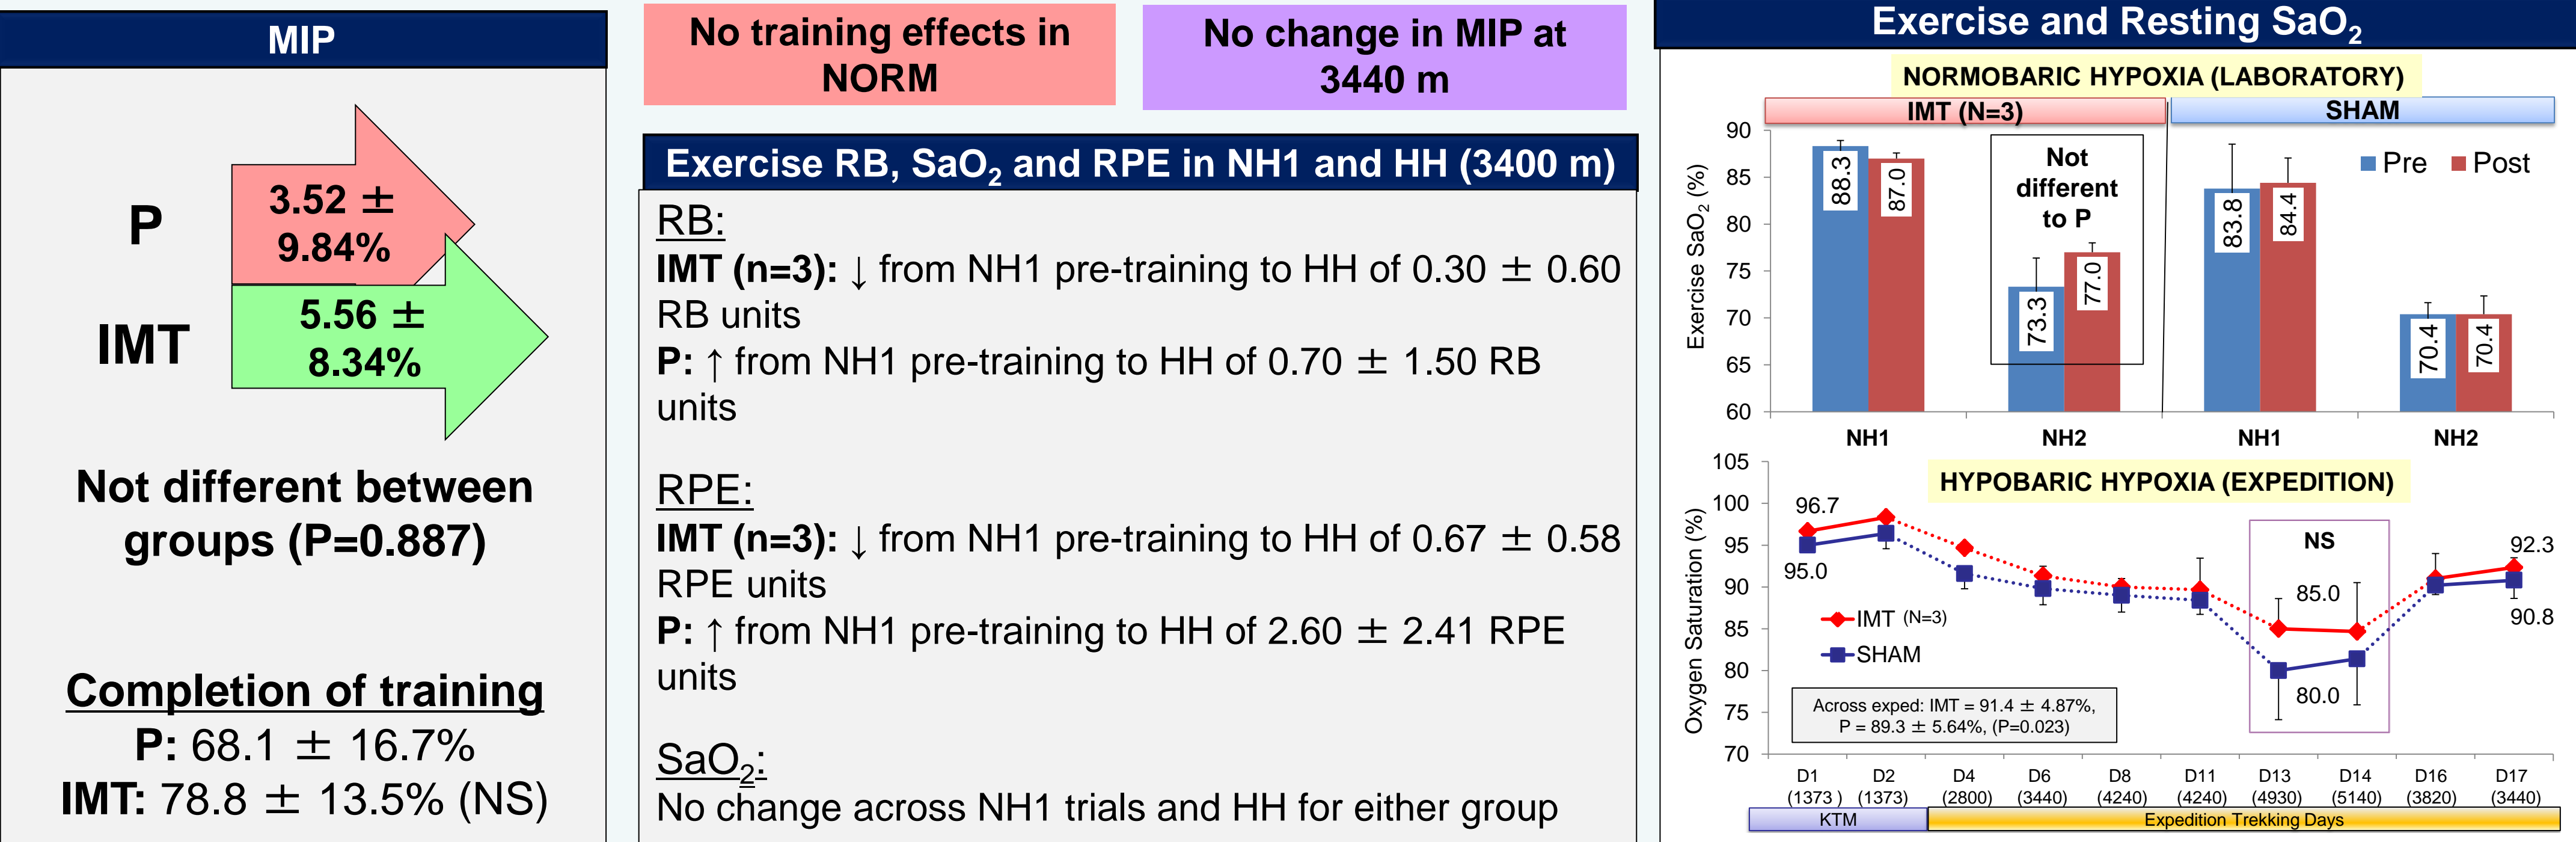 MIP
P
3.52 ±
9.84%
IMT
5.56 ±
8.34%
Not different between
groups (P=0.887)
Completion of training
P: 68.1 ± 16.7%
IMT: 78.8 ± 13.5% (NS)
No training effects in
NORM
No change in MIP at
3440 m
Exercise RB, SaO₂ and RPE in NH1 and HH (3400 m)
RB:
IMT (n=3): ↓ from NH1 pre-training to HH of 0.30 ± 0.60
RB units
P: ↑ from NH1 pre-training to HH of 0.70 ± 1.50 RB
units
RPE:
IMT (n=3): ↓ from NH1 pre-training to HH of 0.67 ± 0.58
RPE units
P: ↑ from NH1 pre-training to HH of 2.60 ± 2.41 RPE
units
SaO₂:
No change across NH1 trials and HH for either group
Exercise and Resting SaO₂
NORMOBARIC HYPOXIA (LABORATORY)
IMT (N=3)
SHAM
Exercise SaO₂ (%)
90
85
80
75
70
65
60
88.3
87.0
Not
different
to P
73.3
77.0
83.8
84.4
70.4
70.4
Pre
Post
NH1
NH2
NH1
NH2
HYPOBARIC HYPOXIA (EXPEDITION)
Oxygen Saturation (%)
105
100
95
90
85
80
75
70
96.7
95.0
NS
85.0
80.0
92.3
90.8
IMT (N=3)
SHAM
Across exped: IMT = 91.4 ± 4.87%,
P = 89.3 ± 5.64%, (P=0.023)
D1 D2 D4 D6 D8 D11 D13 D14 D16 D17
(1373 ) (1373) (2800) (3440) (4240) (4240) (4930) (5140) (3820) (3440)
KTM
Expedition Trekking Days